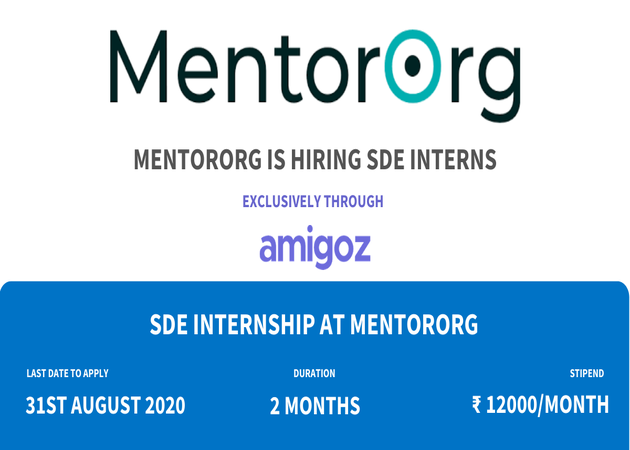 MentorOrg
MENTORORG IS HIRING SDE INTERNS
EXCLUSIVELY THROUGH
amigoz
SDE INTERNSHIP AT MENTORORG
LAST DATE TO APPLY
31ST AUGUST 2020
DURATION
2 MONTHS
STIPEND
₹ 12000/MONTH